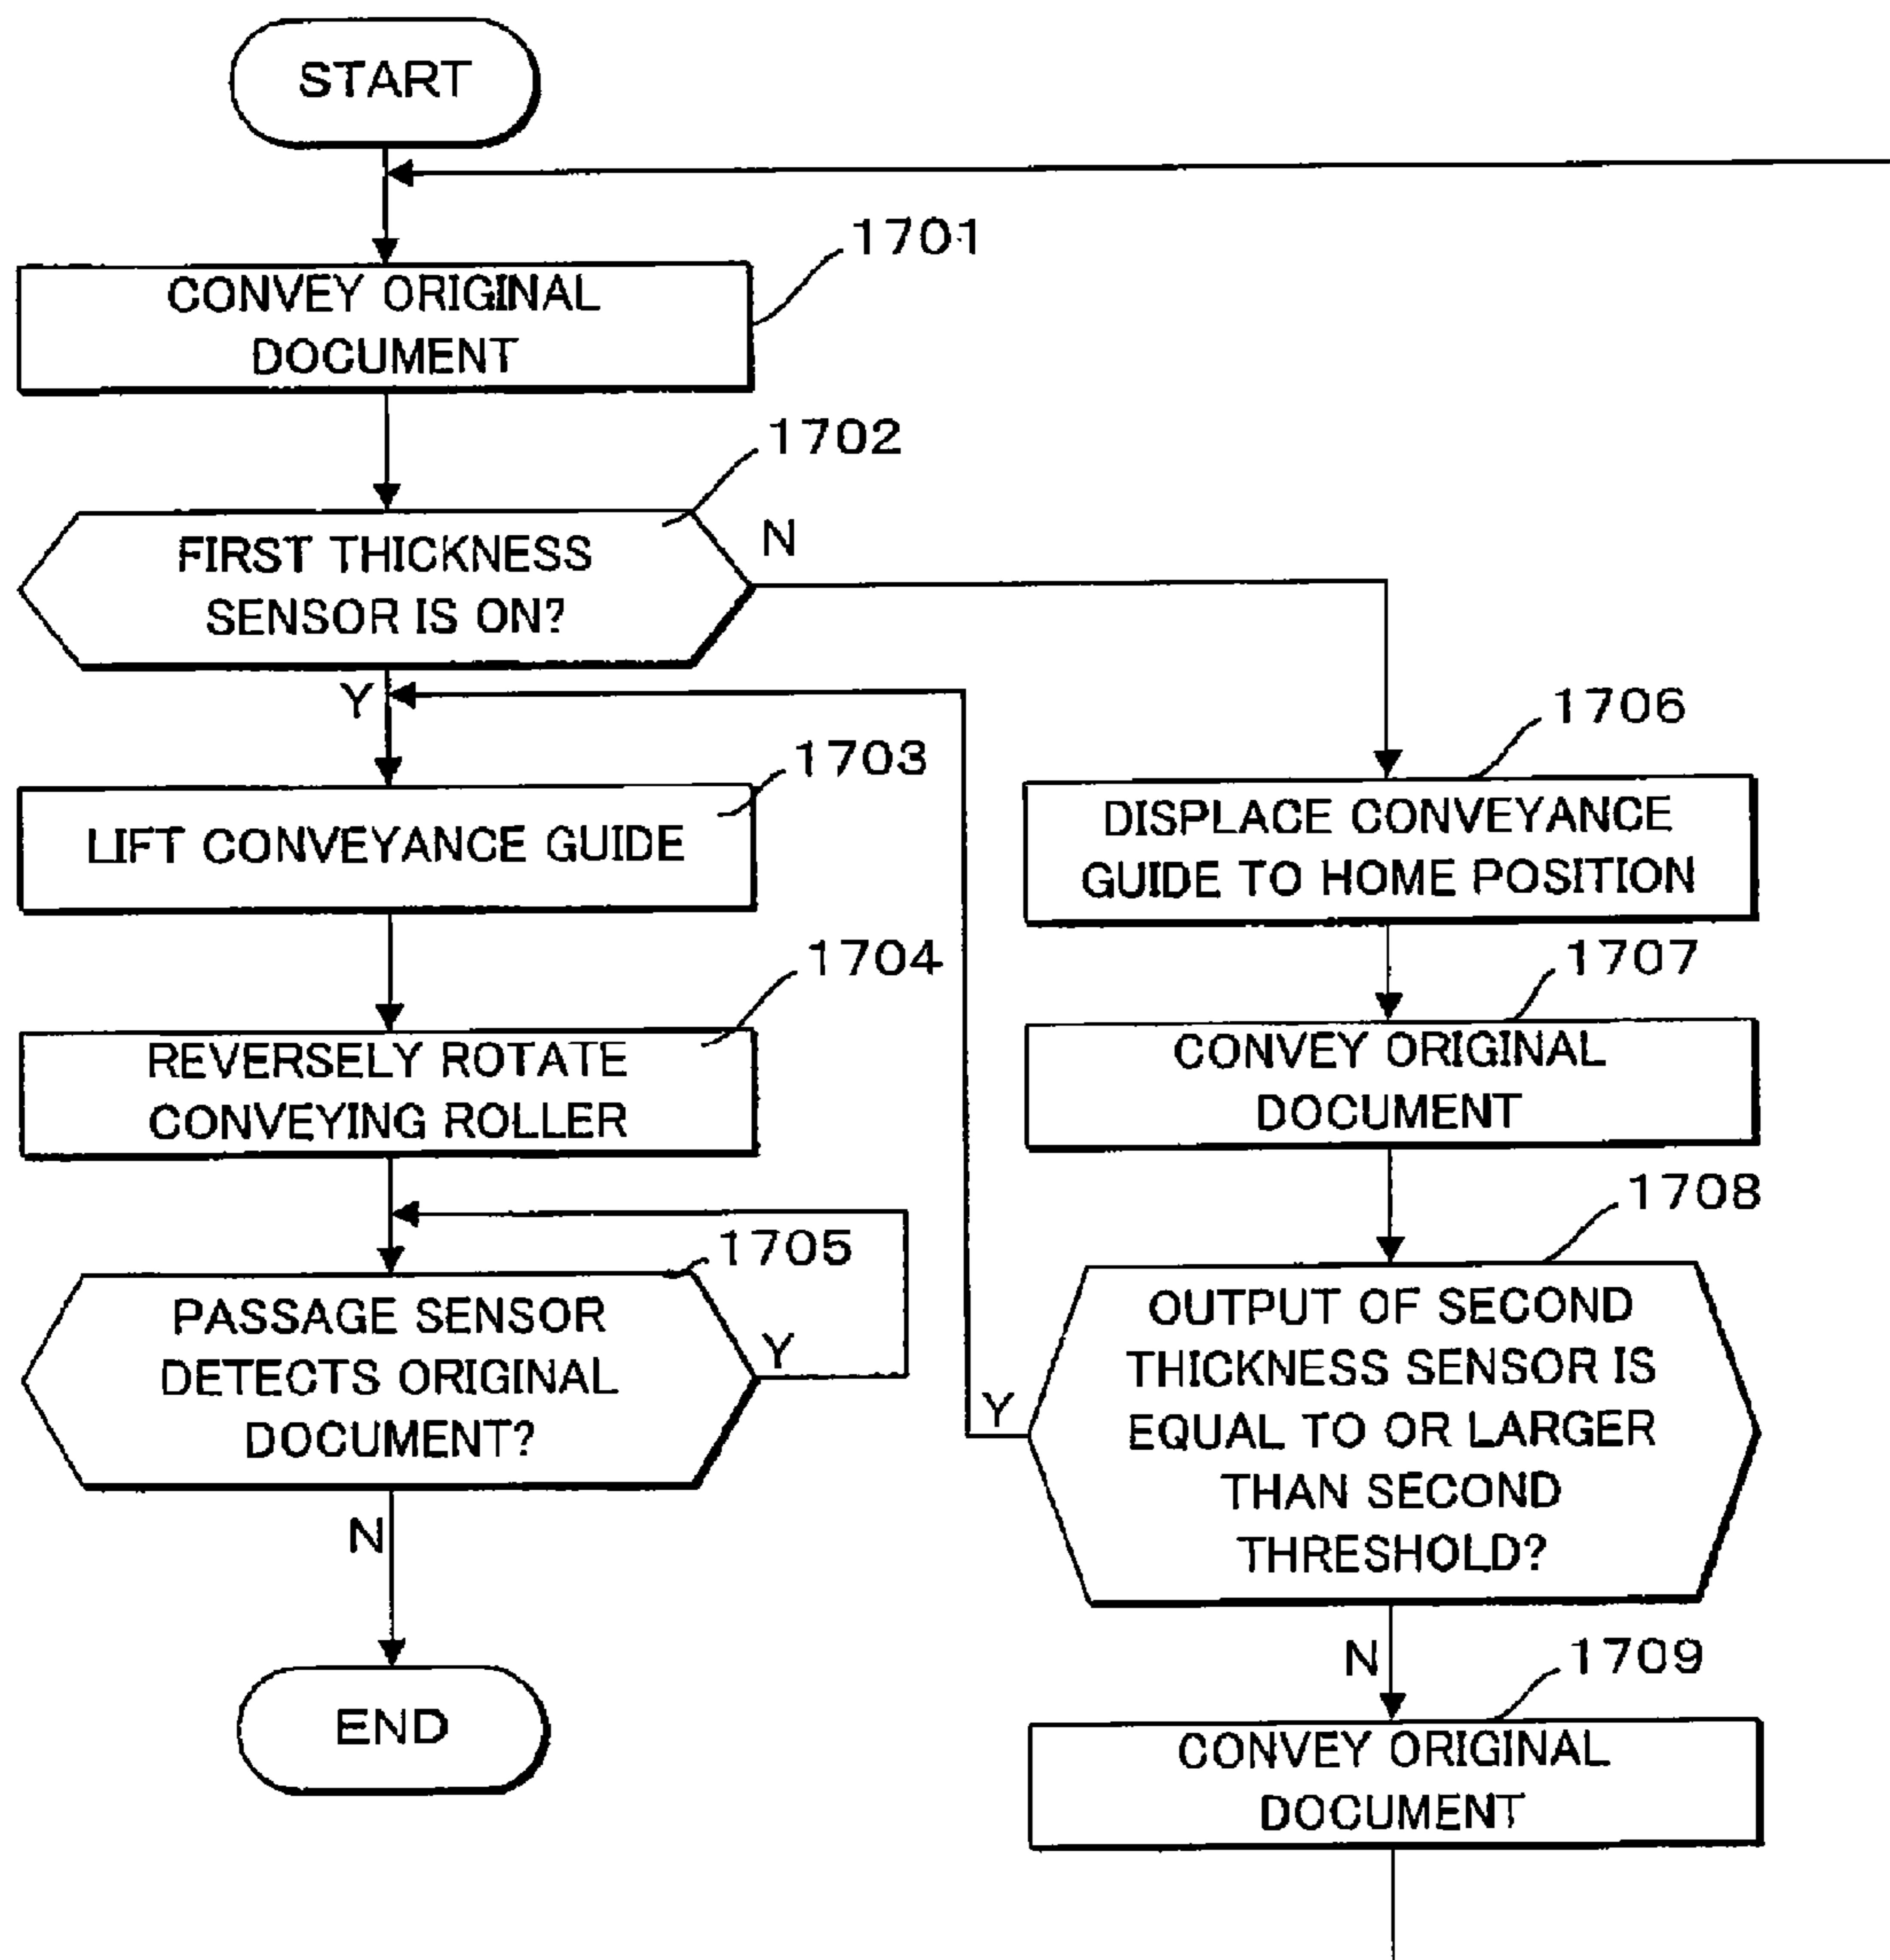 START
1701
CONVEY ORIGINAL
DOCUMENT
1702
FIRST THICKNESS
SENSOR IS ON?
N
Y
1703
LIFT CONVEYANCE GUIDE
1704
REVERSELY ROTATE
CONVEYING ROLLER
1705
PASSAGE SENSOR
DETECTS ORIGINAL
DOCUMENT?
Y
N
END
1706
DISPLACE CONVEYANCE
GUIDE TO HOME POSITION
1707
CONVEY ORIGINAL
DOCUMENT
1708
OUTPUT OF SECOND
THICKNESS SENSOR IS
EQUAL TO OR LARGER
THAN SECOND
THRESHOLD?
Y
N
1709
CONVEY ORIGINAL
DOCUMENT